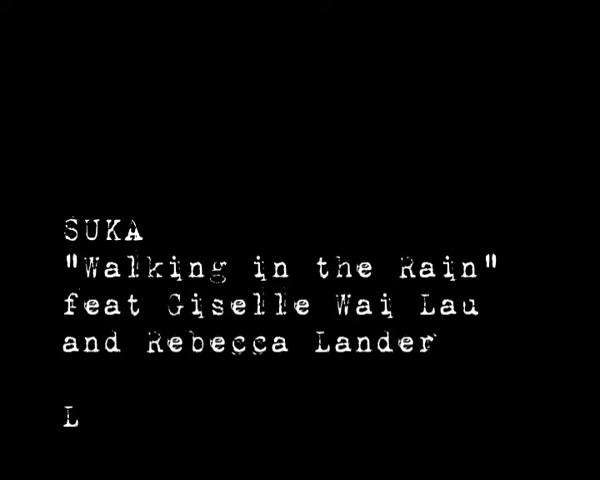 SUKA
"Walking in the Rain"
feat Giselle Wai Lau
and Rebecca Lander
L